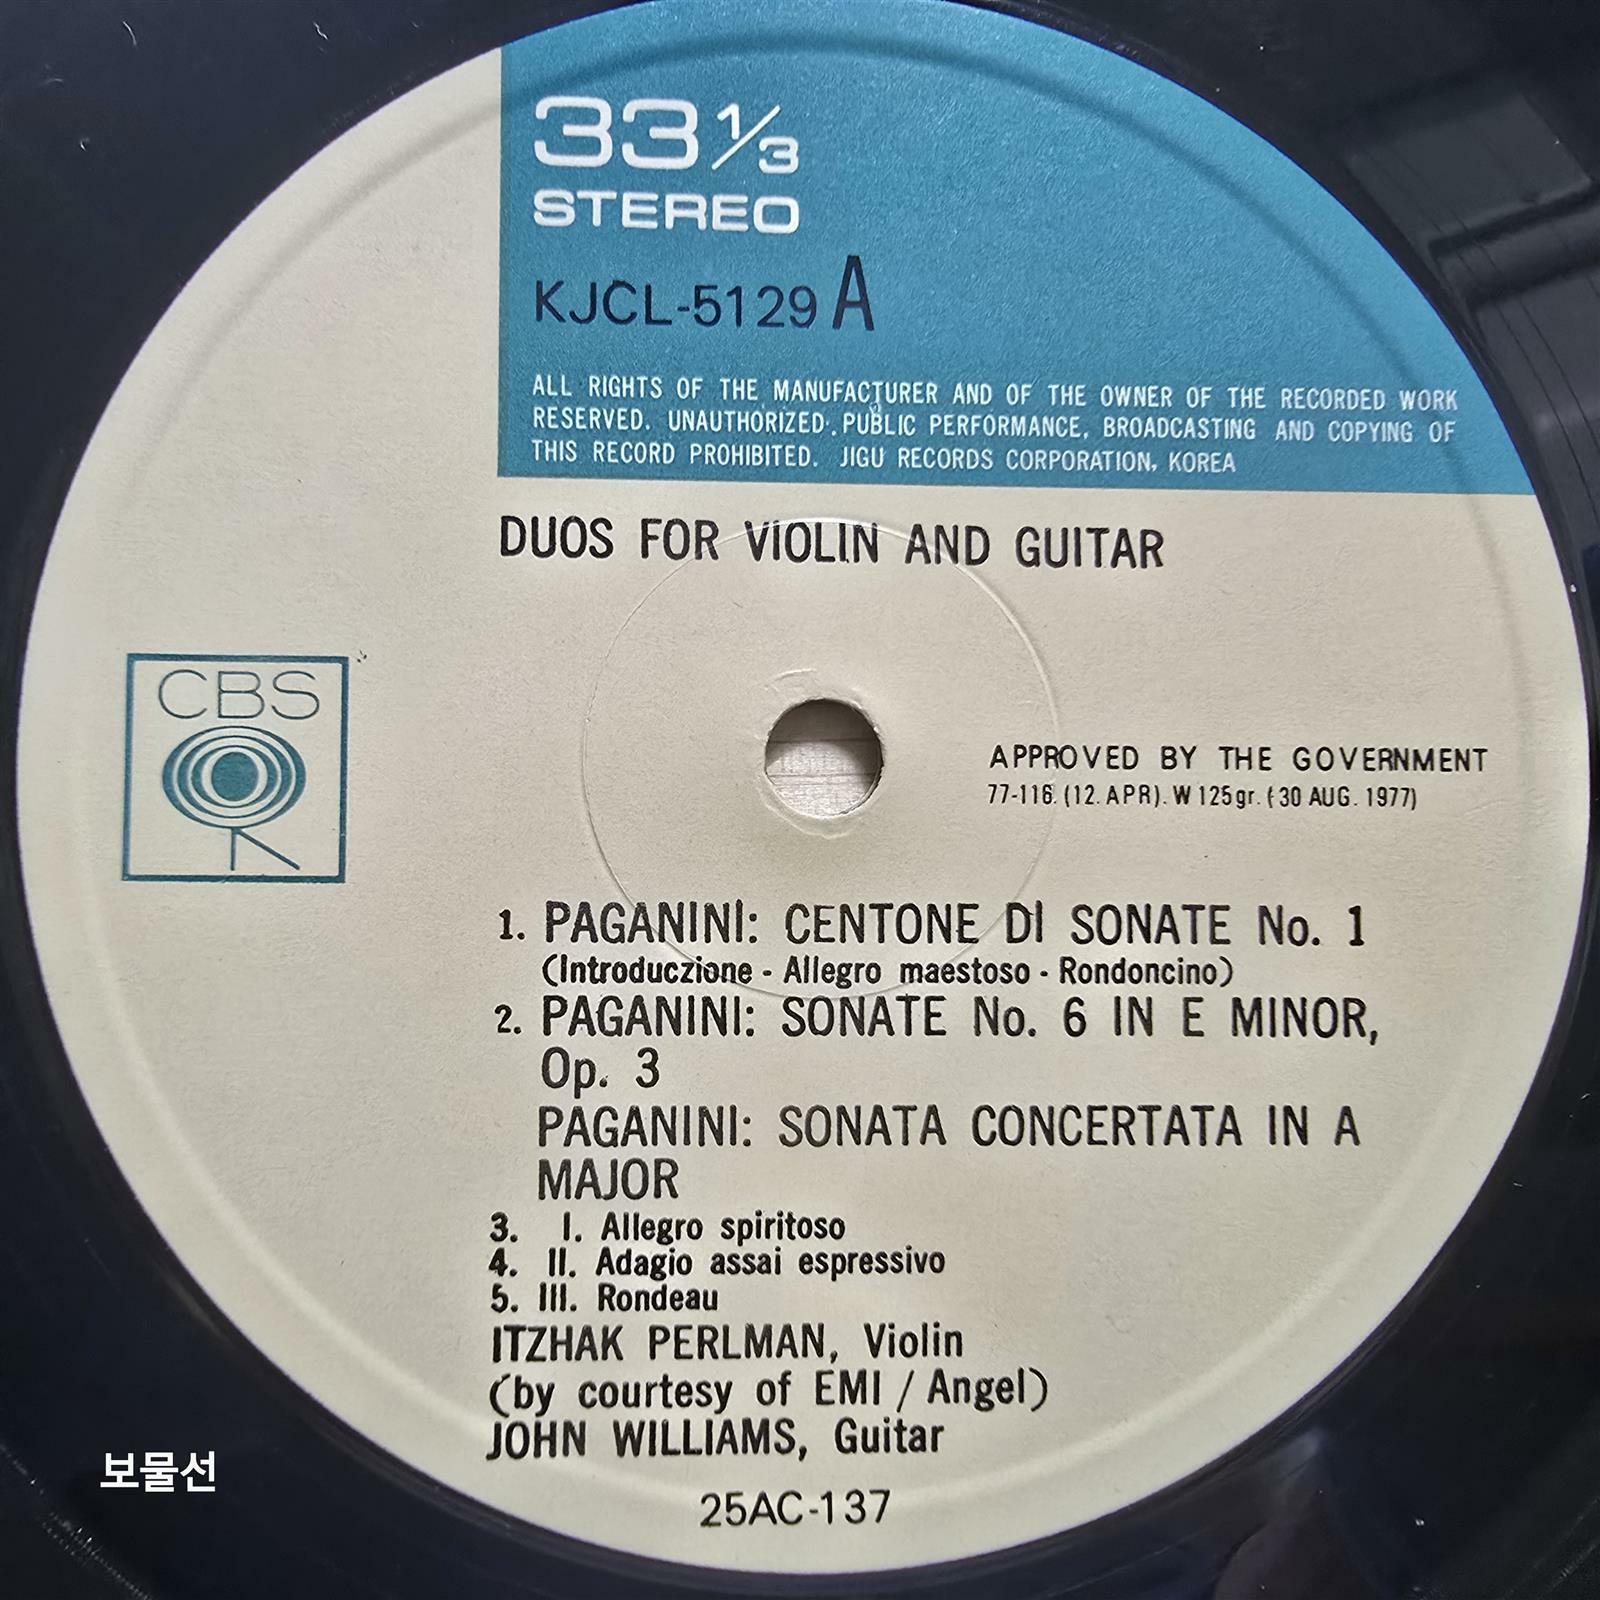 33 1/3
STEREO
KJCL-5129 A
ALL RIGHTS OF THE MANUFACTURER AND OF THE OWNER OF THE RECORDED WORK
RESERVED. UNAUTHORIZED. PUBLIC PERFORMANCE, BROADCASTING AND COPYING OF
THIS RECORD PROHIBITED. JIGU RECORDS CORPORATION, KOREA
DUOS FOR VIOLIN AND GUITAR
CBS
APPROVED BY THE GOVERNMENT
77-116. (12. APR). W 125gr. (30 AUG. 1977)
1. PAGANINI: CENTONE DI SONATE No. 1
(Introduczione - Allegro maestoso - Rondoncino)
2. PAGANINI: SONATE No. 6 IN E MINOR,
Op. 3
PAGANINI: SONATA CONCERTATA IN A
MAJOR
3. I. Allegro spiritoso
4. II. Adagio assai espressivo
5. III. Rondeau
ITZHAK PERLMAN, Violin
(by courtesy of EMI / Angel)
JOHN WILLIAMS, Guitar
25AC-137
보물선